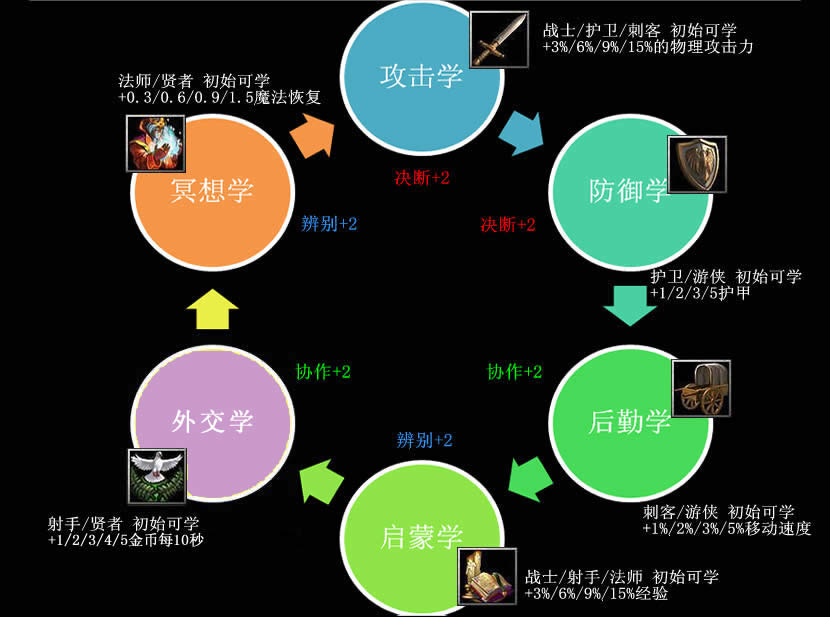 攻击学
战士/护卫/刺客 初始可学
+3%/6%/9%/15%的物理攻击力
法师/贤者 初始可学
+0.3/0.6/0.9/1.5魔法恢复
冥想学
决断+2
防御学
辨别+2
决断+2
护卫/游侠 初始可学
+1/2/3/5护甲
协作+2
协作+2
外交学
后勤学
辨别+2
射手/贤者 初始可学
+1/2/3/4/5金币每10秒
刺客/游侠 初始可学
+1%/2%/3%/5%移动速度
启蒙学
战士/射手/法师 初始可学
+3%/6%/9%/15%经验